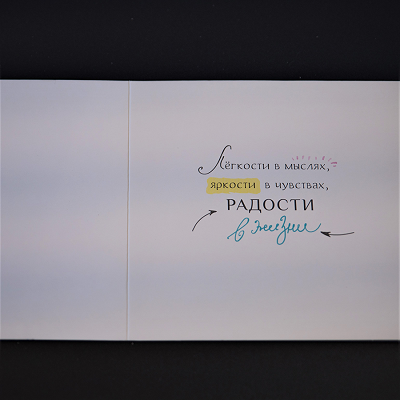 Лёгкости в мыслях,
яркости в чувствах,
РАДОСТИ
в жизни